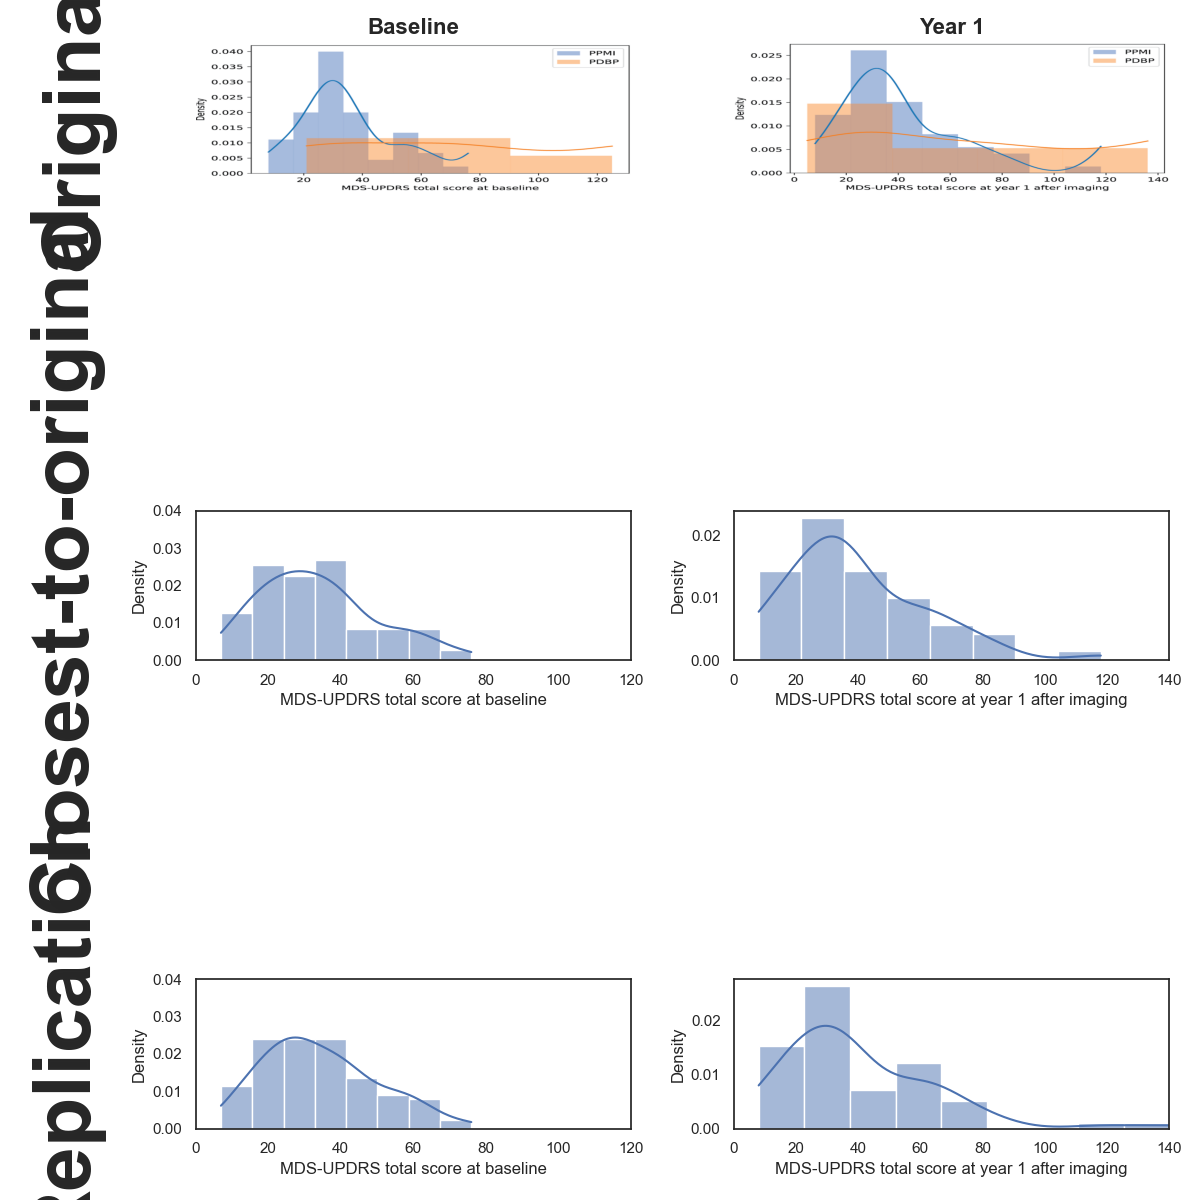 Baseline
Year 1
Original
Closest-to-original
Replication
0.040
0.035
0.030
0.025
0.020
0.015
0.010
0.005
0.000
Density
PPMI
PDBP
20 40 60 80 100 120
MDS-UPDRS total score at baseline
0.025
0.020
0.015
0.010
0.005
0.000
Density
PPMI
PDBP
0 20 40 60 80 100 120 140
MDS-UPDRS total score at year 1 after imaging
0.04
0.03
0.02
0.01
0.00
Density
0 20 40 60 80 100 120
MDS-UPDRS total score at baseline
0.02
0.01
0.00
Density
0 20 40 60 80 100 120 140
MDS-UPDRS total score at year 1 after imaging
0.04
0.03
0.02
0.01
0.00
Density
0 20 40 60 80 100 120
MDS-UPDRS total score at baseline
0.02
0.01
0.00
Density
0 20 40 60 80 100 120 140
MDS-UPDRS total score at year 1 after imaging